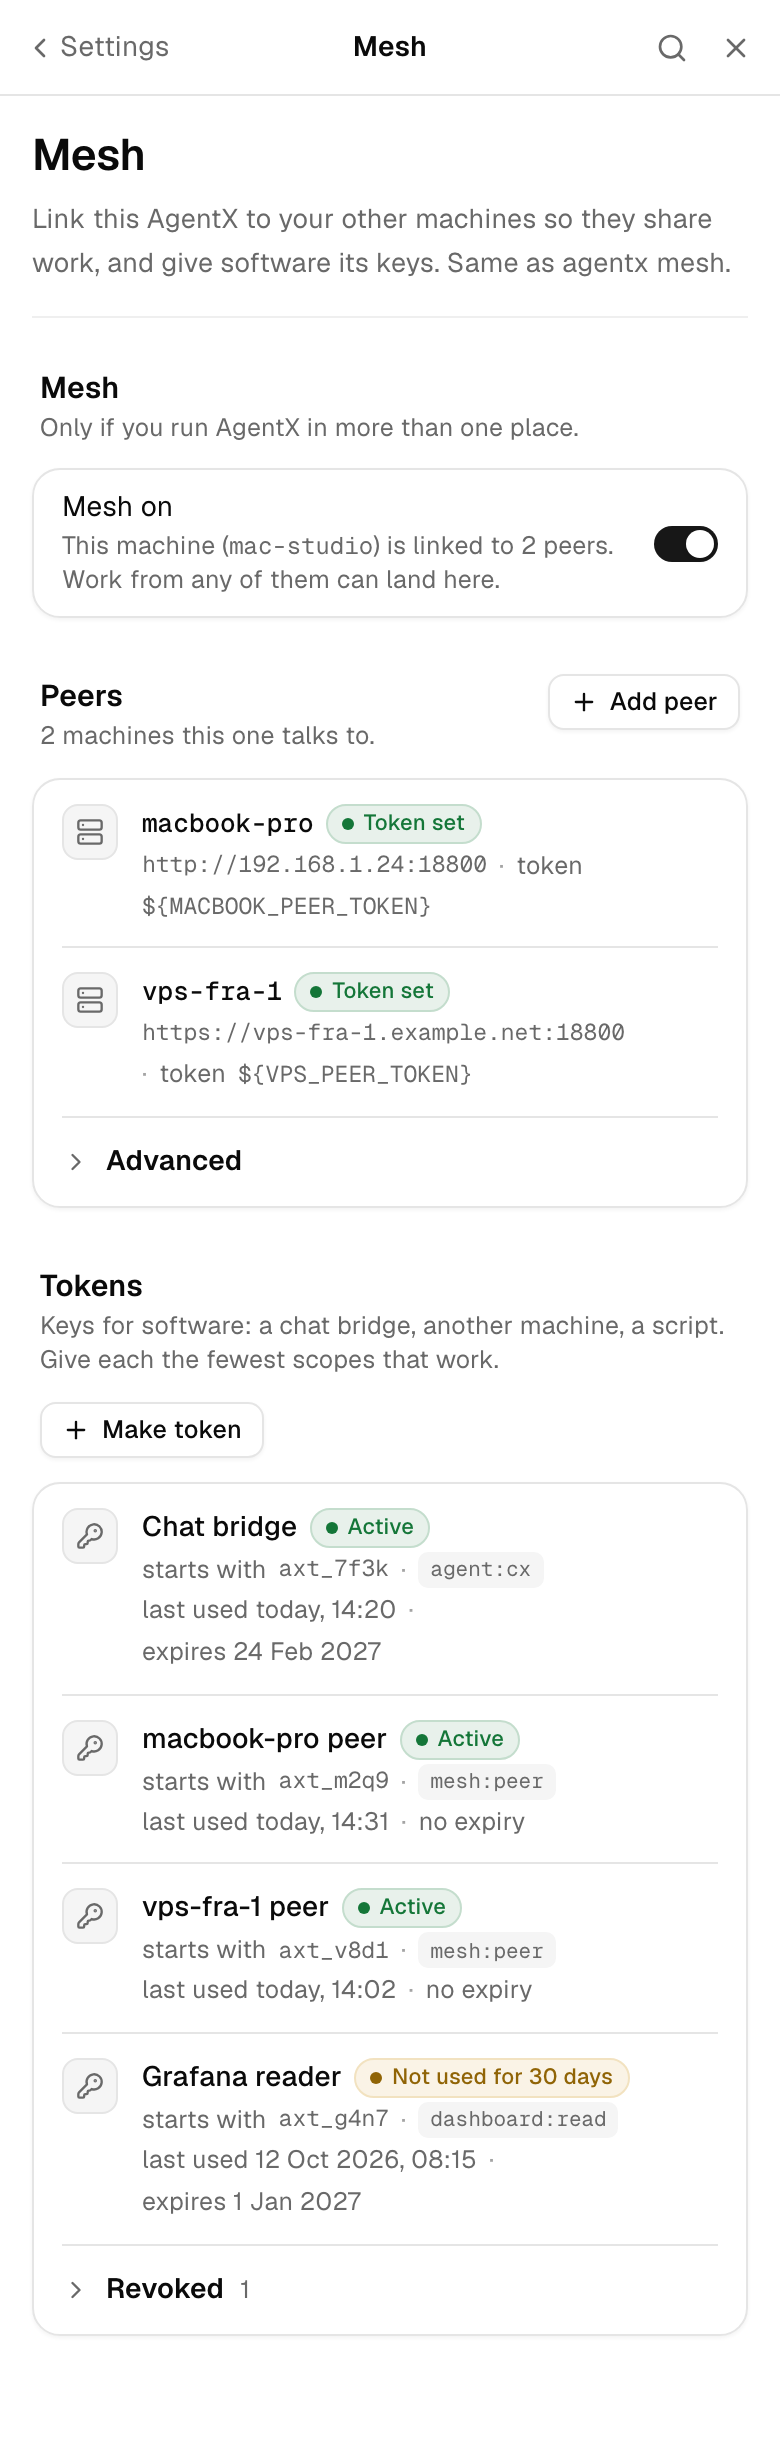 Settings
Mesh
Mesh
Link this AgentX to your other machines so they share
work, and give software its keys. Same as agentx mesh.
Mesh
Only if you run AgentX in more than one place.
Mesh on
This machine (mac-studio) is linked to 2 peers.
Work from any of them can land here.
Peers
Add peer
2 machines this one talks to.
macbook-pro Token set
http://192.168.1.24:18800 · token
${MACBOOK_PEER_TOKEN}
vps-fra-1 Token set
https://vps-fra-1.example.net:18800
· token ${VPS_PEER_TOKEN}
Advanced
Tokens
Keys for software: a chat bridge, another machine, a script.
Give each the fewest scopes that work.
Make token
Chat bridge Active
starts with axt_7f3k · agent:cx
last used today, 14:20 ·
expires 24 Feb 2027
macbook-pro peer Active
starts with axt_m2q9 · mesh:peer
last used today, 14:31 · no expiry
vps-fra-1 peer Active
starts with axt_v8d1 · mesh:peer
last used today, 14:02 · no expiry
Grafana reader Not used for 30 days
starts with axt_g4n7 · dashboard:read
last used 12 Oct 2026, 08:15 ·
expires 1 Jan 2027
Revoked 1